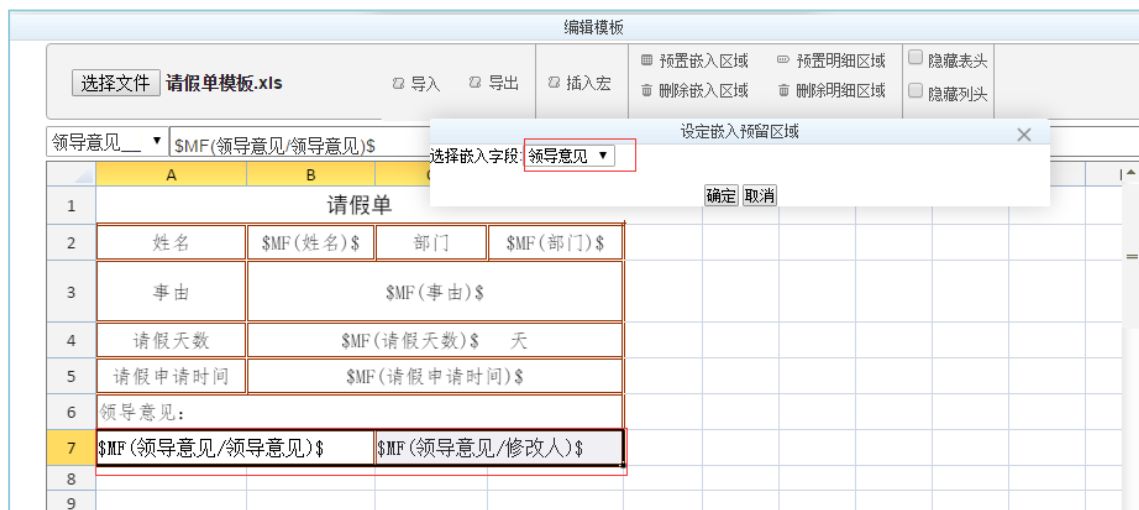 编辑模板
选择文件 请假单模板.xls 导入 导出 插入宏 预置嵌入区域 预置明细区域 隐藏表头
删除嵌入区域 删除明细区域 隐藏列头
设定嵌入预留区域
领导意见__ $MF(领导意见/领导意见)$
选择嵌入字段: 领导意见
确定 取消
A B
1 请假单
2 姓名 $MF(姓名)$ 部门 $MF(部门)$
3 事由 $MF(事由)$
4 请假天数 $MF(请假天数)$ 天
5 请假申请时间 $MF(请假申请时间)$
6 领导意见:
7 $MF(领导意见/领导意见)$ $MF(领导意见/修改人)$
8
9